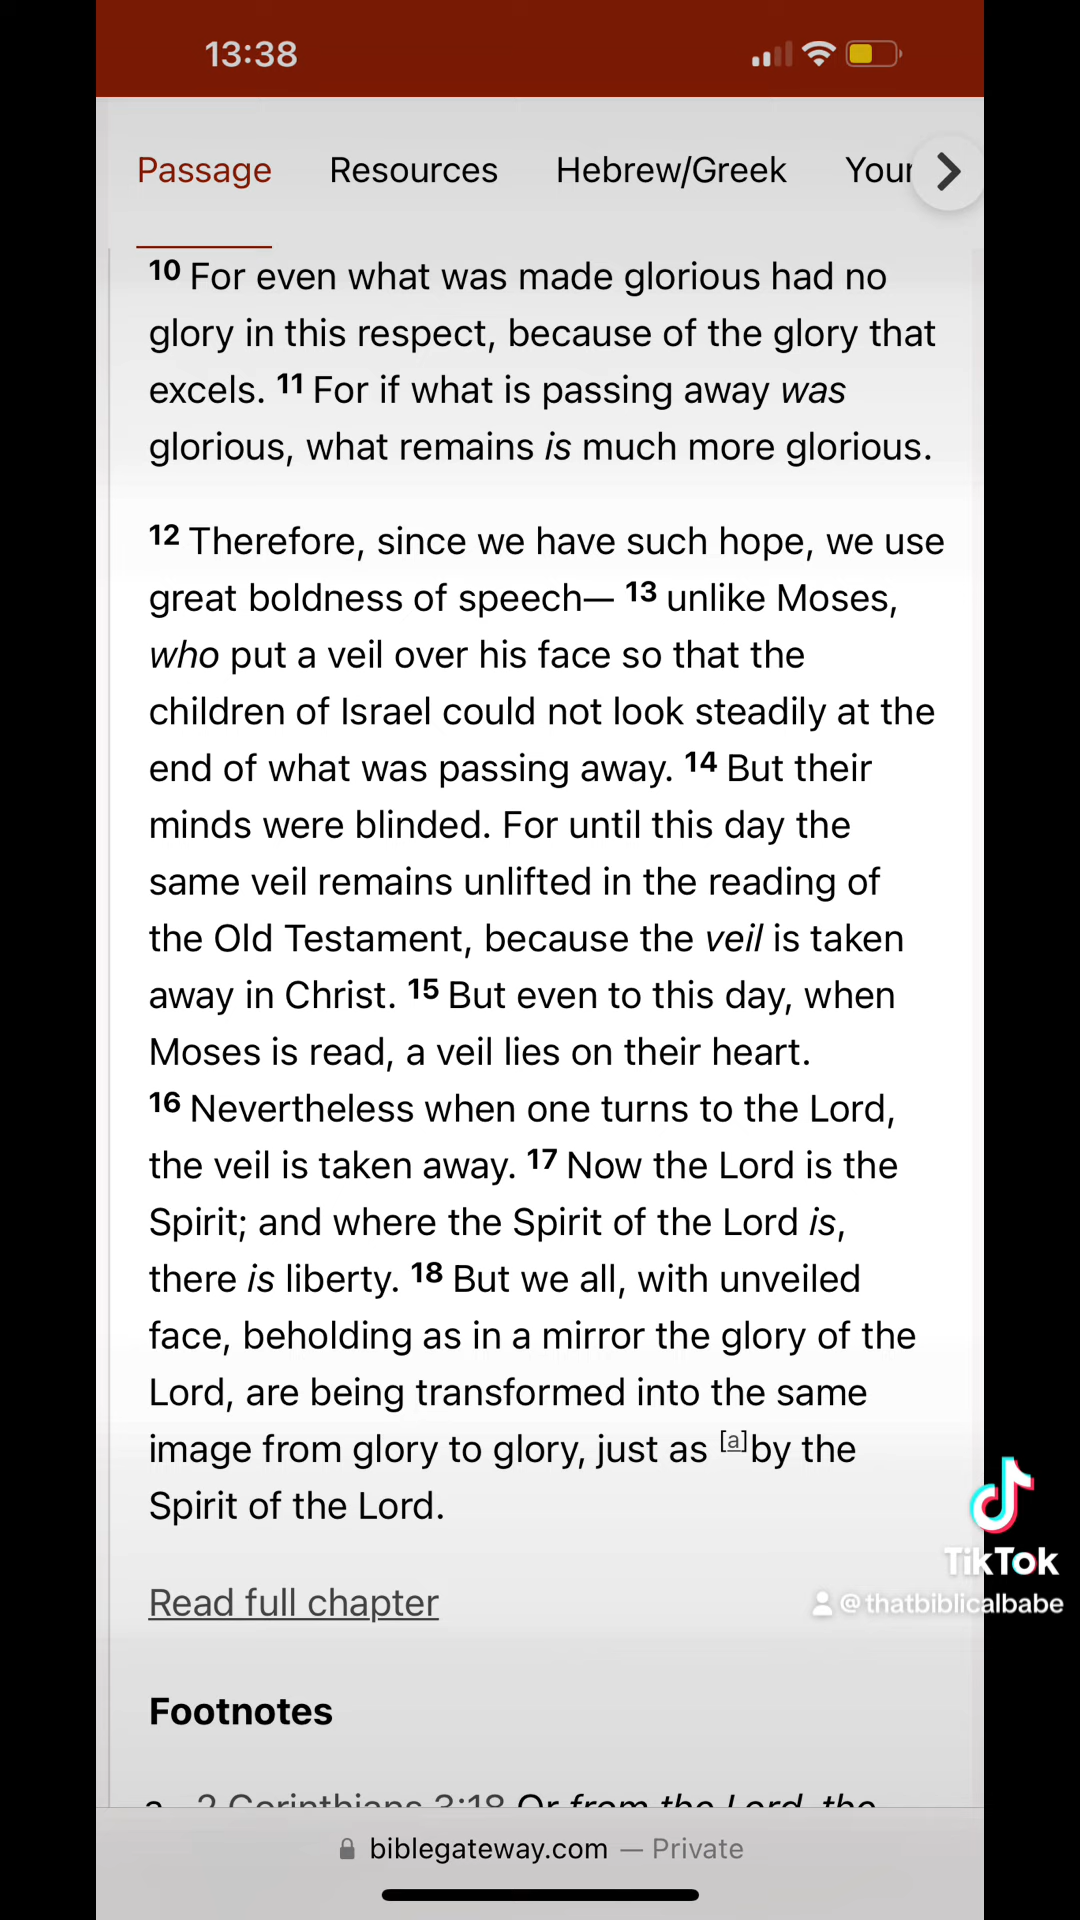 13:38
Passage Resources Hebrew/Greek Your
10 For even what was made glorious had no
glory in this respect, because of the glory that
excels. 11 For if what is passing away was
glorious, what remains is much more glorious.
12 Therefore, since we have such hope, we use
great boldness of speech— 13 unlike Moses,
who put a veil over his face so that the
children of Israel could not look steadily at the
end of what was passing away. 14 But their
minds were blinded. For until this day the
same veil remains unlifted in the reading of
the Old Testament, because the veil is taken
away in Christ. 15 But even to this day, when
Moses is read, a veil lies on their heart.
16 Nevertheless when one turns to the Lord,
the veil is taken away. 17 Now the Lord is the
Spirit; and where the Spirit of the Lord is,
there is liberty. 18 But we all, with unveiled
face, beholding as in a mirror the glory of the
Lord, are being transformed into the same
image from glory to glory, just as [a]by the
Spirit of the Lord.
TikTok
@thatbiblicalbabe
Read full chapter
Footnotes
a. 2 Corinthians 3:18 Or from the Lord, the
biblegateway.com — Private